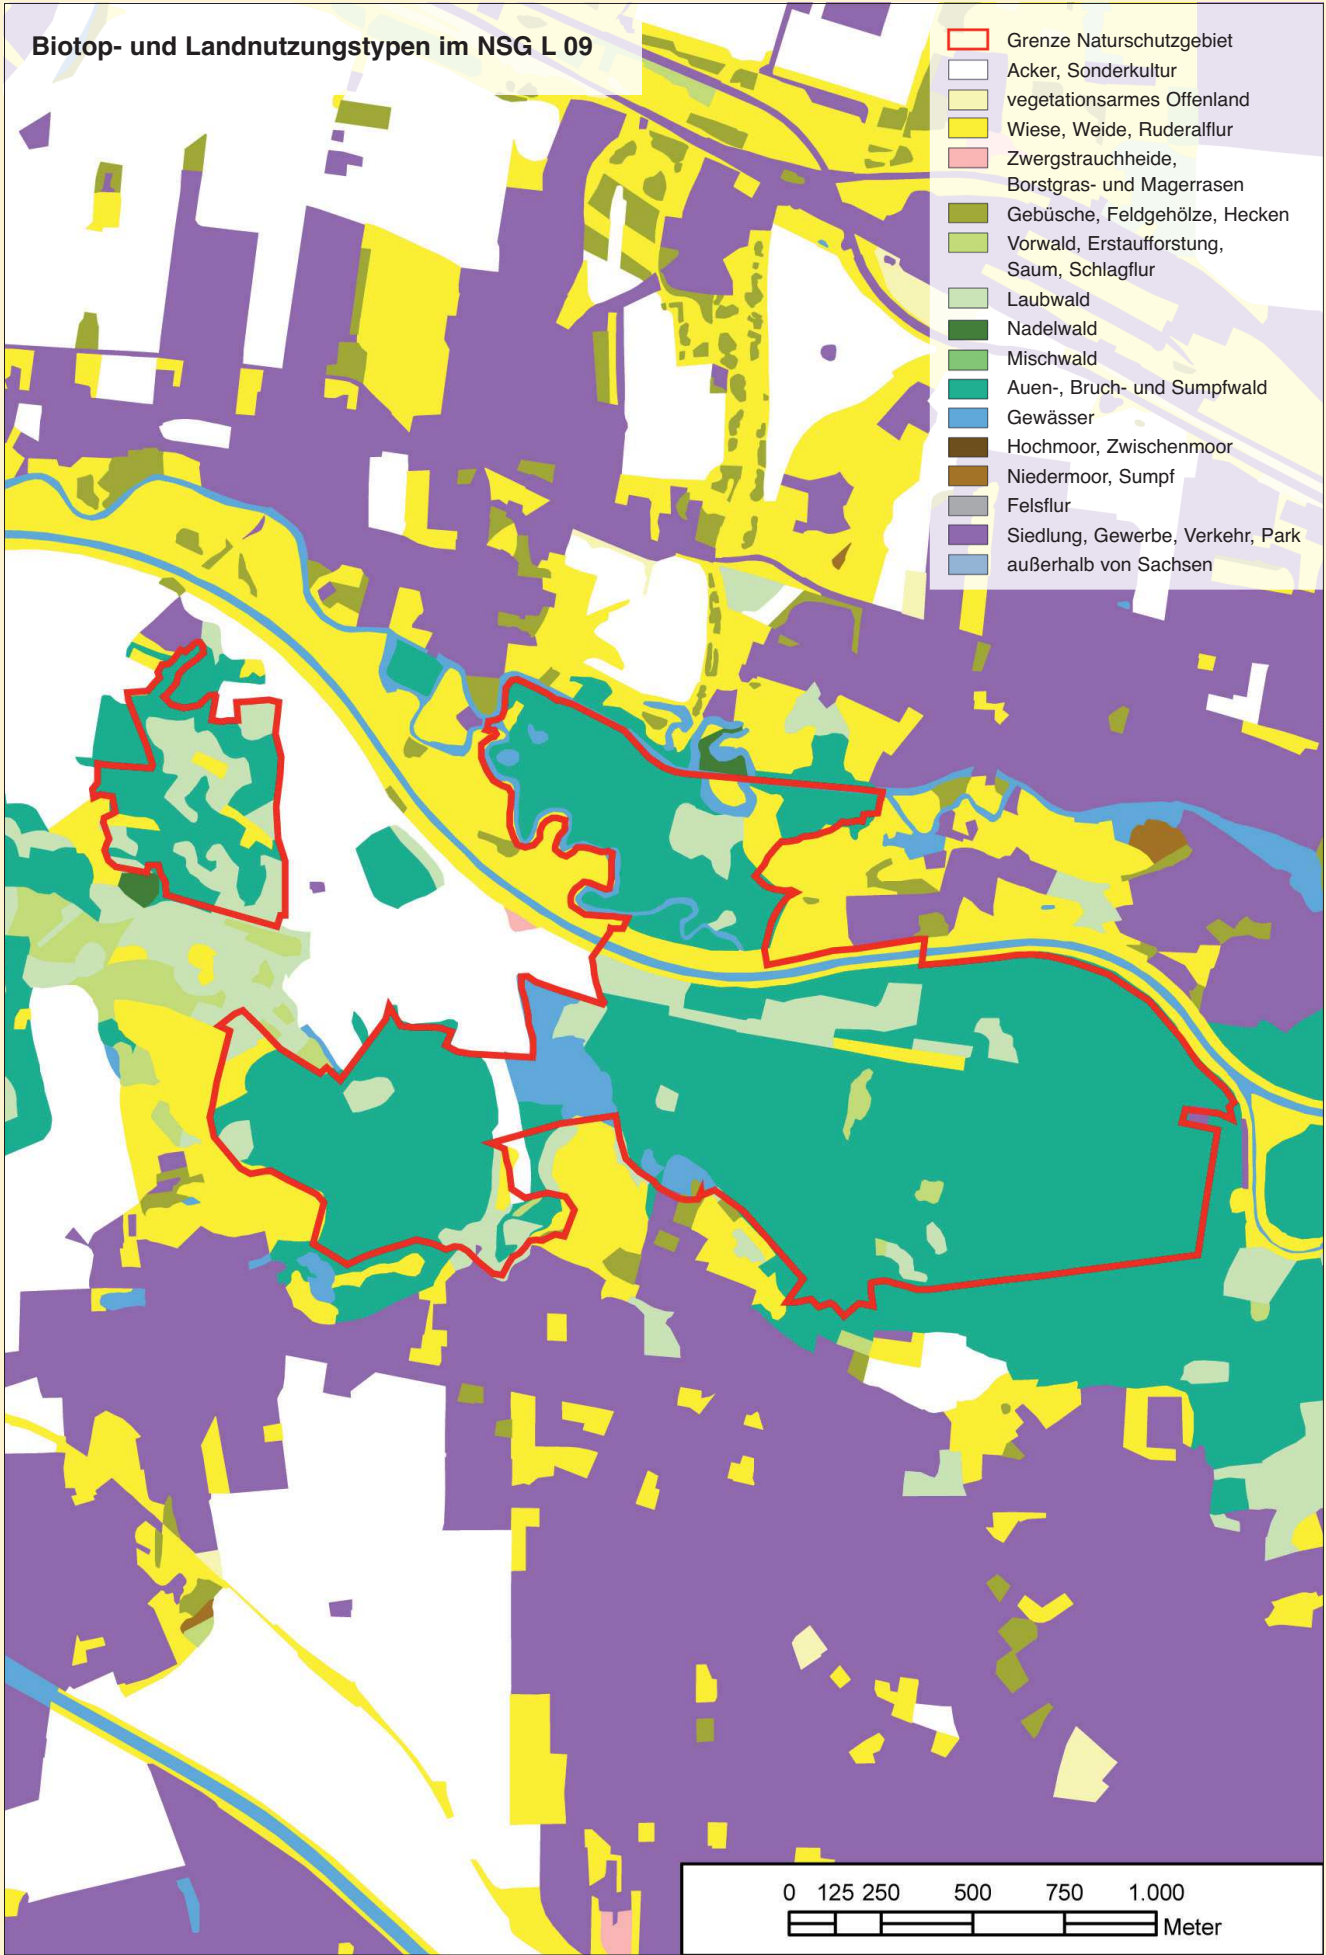 Biotop- und Landnutzungstypen im NSG L 09
Grenze Naturschutzgebiet
Acker, Sonderkultur
vegetationsarmes Offenland
Wiese, Weide, Ruderalflur
Zwergstrauchheide,
Borstgras- und Magerrasen
Gebüsche, Feldgehölze, Hecken
Vorwald, Erstaufforstung,
Saum, Schlagflur
Laubwald
Nadelwald
Mischwald
Auen-, Bruch- und Sumpfwald
Gewässer
Hochmoor, Zwischenmoor
Niedermoor, Sumpf
Felsflur
Siedlung, Gewerbe, Verkehr, Park
außerhalb von Sachsen
0 125 250 500 750 1.000
Meter